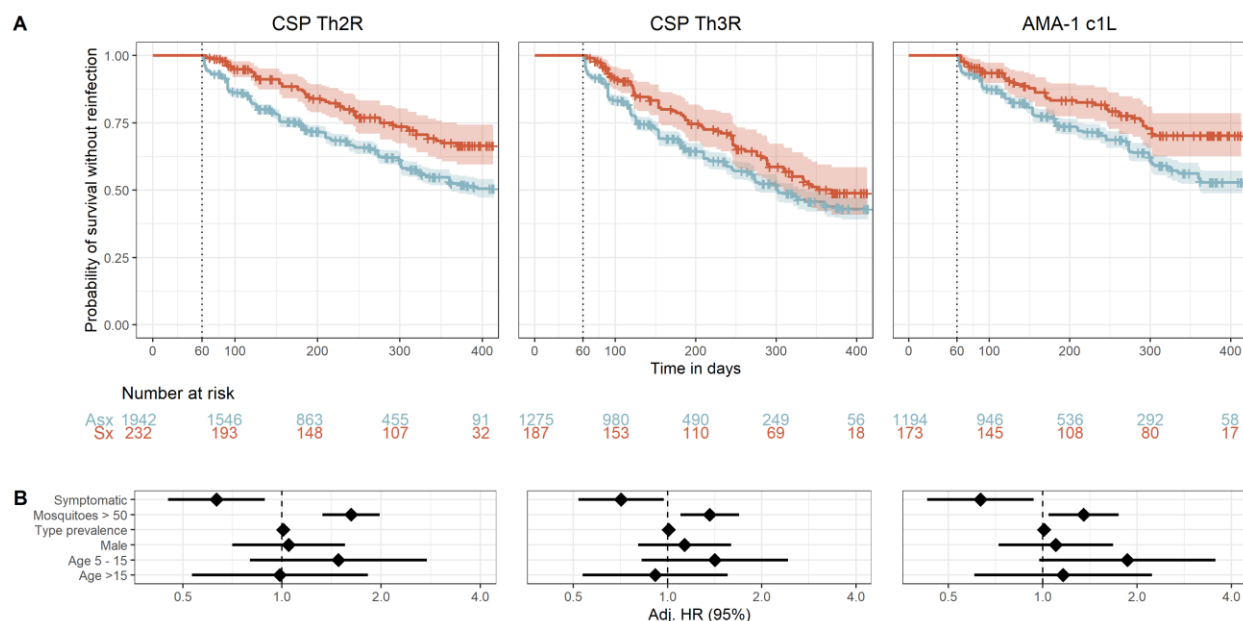 A
CSP Th2R
CSP Th3R
AMA-1 c1L
Probability of survival without reinfection
1.00
0.75
0.50
0.25
0.00
0 60 100 200 300 400
0 60 100 200 300 400
0 60 100 200 300 400
Time in days
Number at risk
Asx 1942 1546 863 455 91 1275 980 490 249 56 1194 946 536 292 58
Sx 232 193 148 107 32 187 153 110 69 18 173 145 108 80 17
B
Symptomatic
Mosquitoes > 50
Type prevalence
Male
Age 5 - 15
Age >15
0.5 1.0 2.0 4.0
0.5 1.0 2.0 4.0
0.5 1.0 2.0 4.0
Adj. HR (95%)